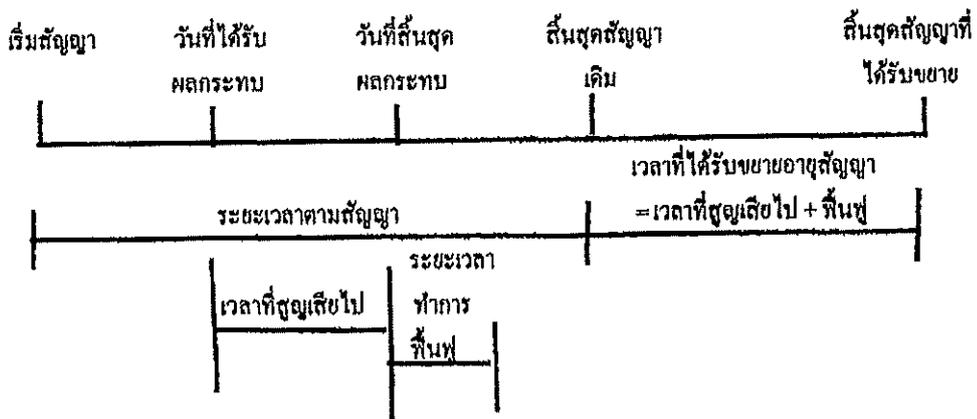 เริ่มสัญญา
วันที่ได้รับ
ผลกระทบ
วันที่สิ้นสุด
ผลกระทบ
สิ้นสุดสัญญา
เดิม
สิ้นสุดสัญญาที่
ได้รับขยาย
เวลาที่ได้รับขยายอายุสัญญา
=เวลาที่สูญเสียไป + ฟื้นฟู
ระยะเวลาตามสัญญา
เวลาที่สูญเสียไป
ระยะเวลา
ทำการ
ฟื้นฟู